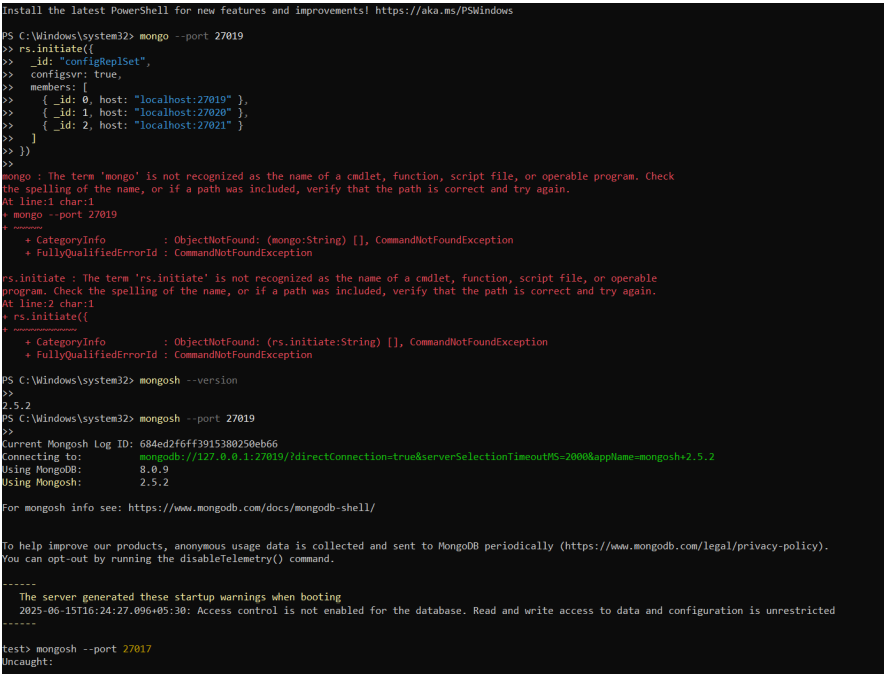 Install the latest PowerShell for new features and improvements! https://aka.ms/PSWindows
PS C:\Windows\system32> mongo --port 27019
>> rs.initiate({
>>   _id: "configReplSet",
>>   configsvr: true,
>>   members: [
>>     { _id: 0, host: "localhost:27019" },
>>     { _id: 1, host: "localhost:27020" },
>>     { _id: 2, host: "localhost:27021" }
>>   ]
>> })
>>
mongo : The term 'mongo' is not recognized as the name of a cmdlet, function, script file, or operable program. Check
the spelling of the name, or if a path was included, verify that the path is correct and try again.
At line:1 char:1
+ mongo --port 27019
+ ~~~~~
    + CategoryInfo          : ObjectNotFound: (mongo:String) [], CommandNotFoundException
    + FullyQualifiedErrorId : CommandNotFoundException
rs.initiate : The term 'rs.initiate' is not recognized as the name of a cmdlet, function, script file, or operable
program. Check the spelling of the name, or if a path was included, verify that the path is correct and try again.
At line:2 char:1
+ rs.initiate({
+ ~~~~~~~~~~~
    + CategoryInfo          : ObjectNotFound: (rs.initiate:String) [], CommandNotFoundException
    + FullyQualifiedErrorId : CommandNotFoundException
PS C:\Windows\system32> mongosh --version
>>
2.5.2
PS C:\Windows\system32> mongosh --port 27019
>>
Current Mongosh Log ID: 684ed2f6ff3915380250eb66
Connecting to:          mongodb://127.0.0.1:27019/?directConnection=true&serverSelectionTimeoutMS=2000&appName=mongosh+2.5.2
Using MongoDB:          8.0.9
Using Mongosh:          2.5.2
For mongosh info see: https://www.mongodb.com/docs/mongodb-shell/
To help improve our products, anonymous usage data is collected and sent to MongoDB periodically (https://www.mongodb.com/legal/privacy-policy).
You can opt-out by running the disableTelemetry() command.
------
   The server generated these startup warnings when booting
   2025-06-15T16:24:27.096+05:30: Access control is not enabled for the database. Read and write access to data and configuration is unrestricted
------
test> mongosh --port 27017
Uncaught: